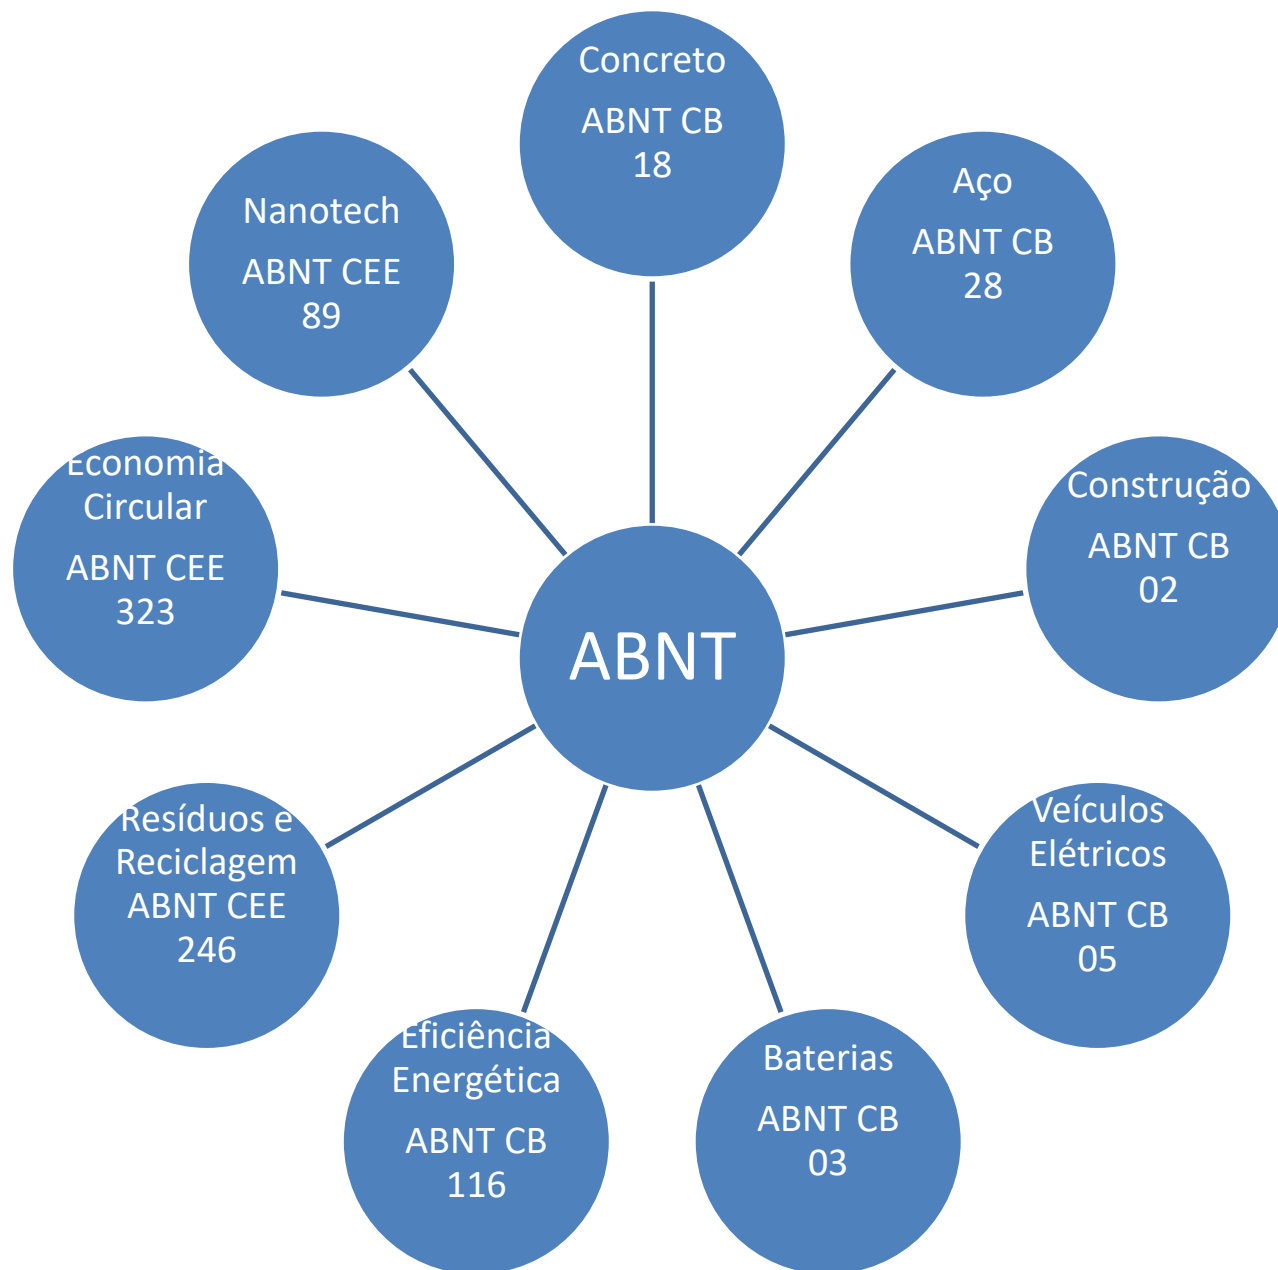 Concreto
ABNT CB
18
Aço
ABNT CB
28
Construção
ABNT CB
02
Veículos
Elétricos
ABNT CB
05
Baterias
ABNT CB
03
Eficiência
Energética
ABNT CB
116
Resíduos e
Reciclagem
ABNT CEE
246
Economia
Circular
ABNT CEE
323
Nanotech
ABNT CEE
89
ABNT